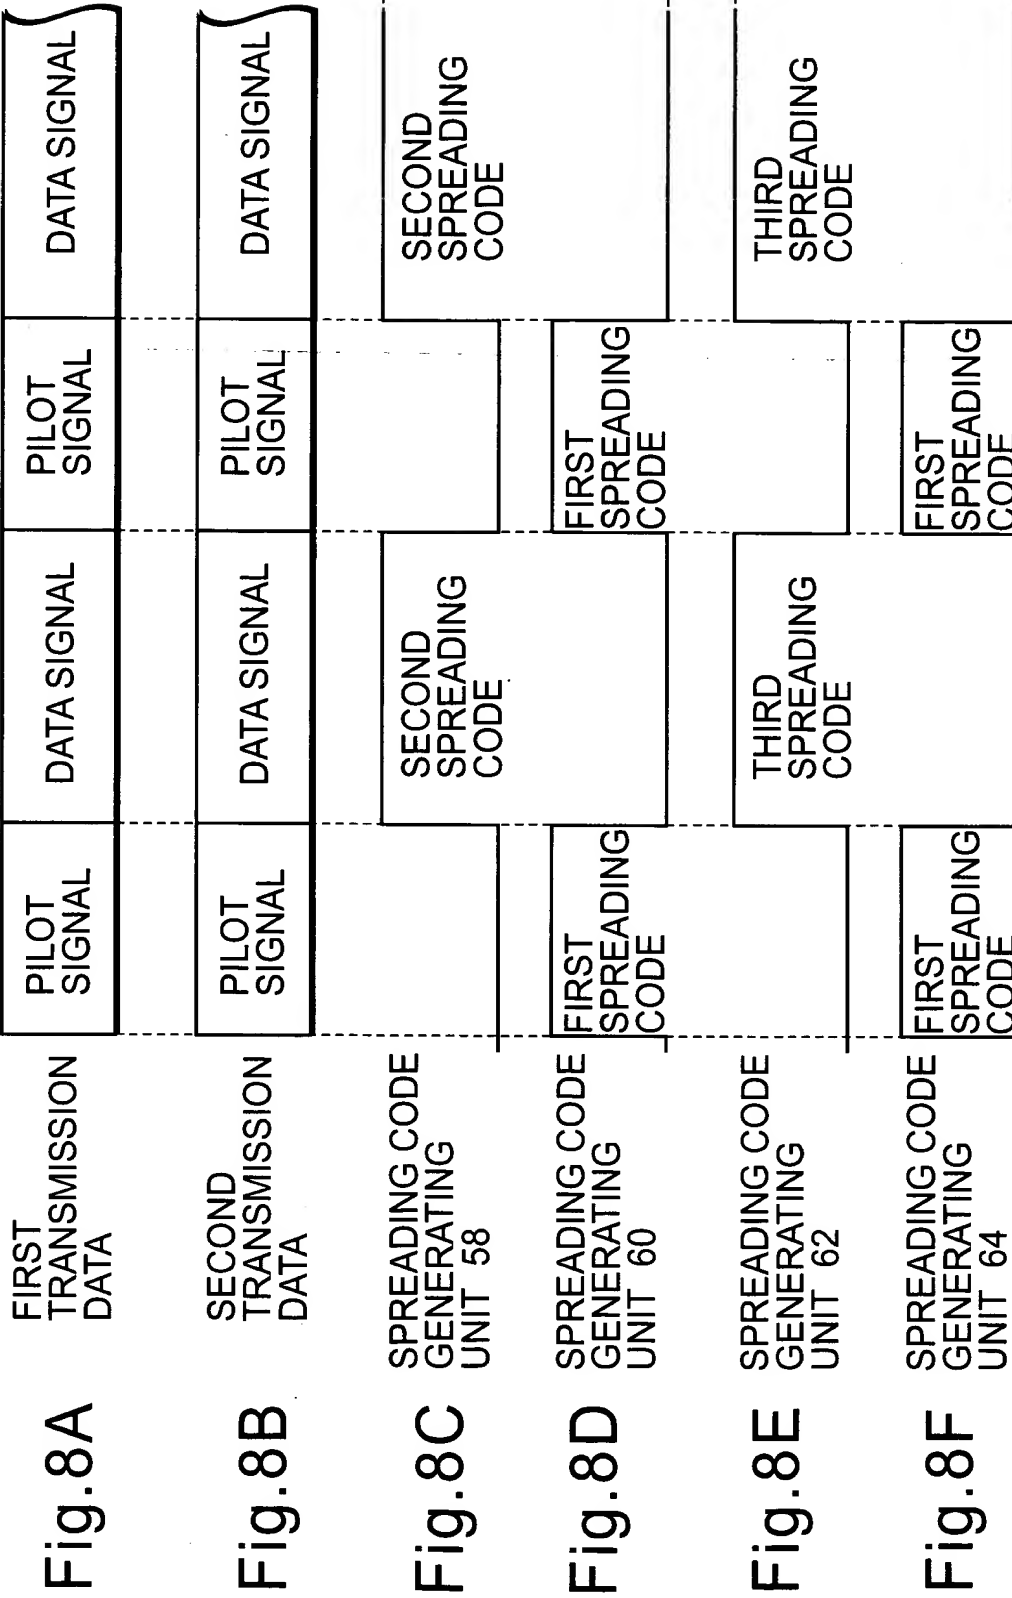 Fig.8A
FIRST
TRANSMISSION
DATA
PILOT
SIGNAL
DATA SIGNAL
PILOT
SIGNAL
DATA SIGNAL
Fig.8B
SECOND
TRANSMISSION
DATA
PILOT
SIGNAL
DATA SIGNAL
PILOT
SIGNAL
DATA SIGNAL
Fig.8C
SPREADING CODE
GENERATING
UNIT 58
SECOND
SPREADING
CODE
SECOND
SPREADING
CODE
Fig.8D
SPREADING CODE
GENERATING
UNIT 60
FIRST
SPREADING
CODE
FIRST
SPREADING
CODE
Fig.8E
SPREADING CODE
GENERATING
UNIT 62
THIRD
SPREADING
CODE
THIRD
SPREADING
CODE
Fig.8F
SPREADING CODE
GENERATING
UNIT 64
FIRST
SPREADING
CODE
FIRST
SPREADING
CODE